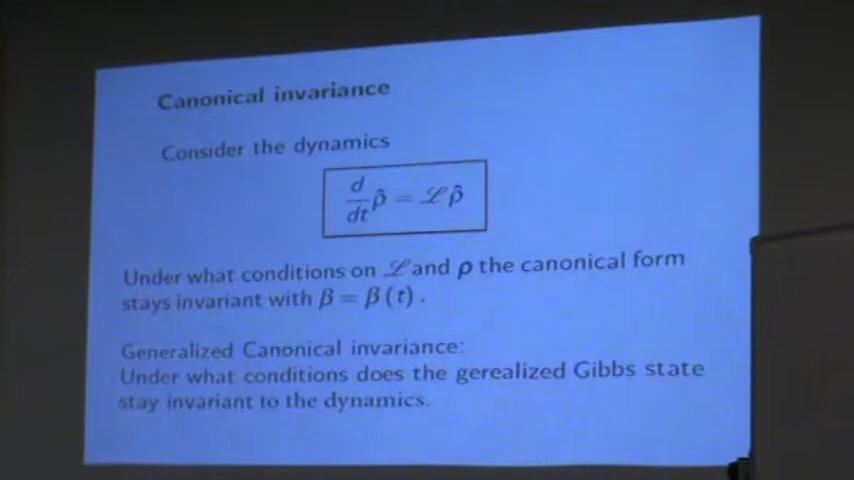 Canonical invariance
Consider the dynamics
d/dt ρ̂ = ℒρ̂
Under what conditions on ℒ and ρ the canonical form
stays invariant with β = β(t).
Generalized Canonical invariance:
Under what conditions does the gerealized Gibbs state
stay invariant to the dynamics.